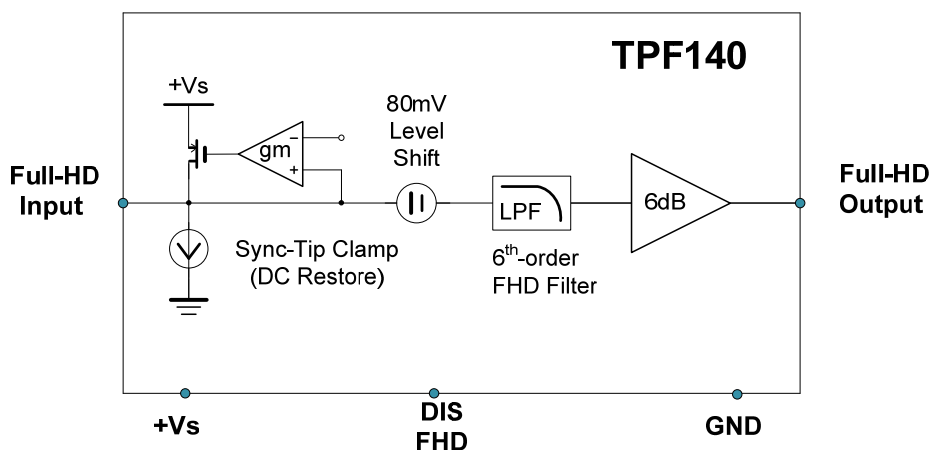 TPF140
+Vs
80mV
Level
Shift
gm
−
+
Full-HD
Input
LPF
6dB
Full-HD
Output
Sync-Tip Clamp
(DC Restore)
6th-order
FHD Filter
+Vs
DIS
FHD
GND